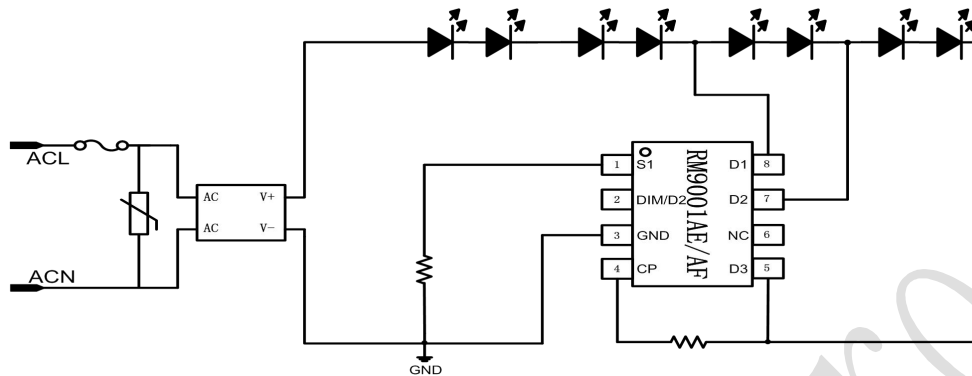 ACL
ACN
AC V+
AC V-
GND
RM9001AE/AF
1 S1 D1 8
2 DIM/D2 D2 7
3 GND NC 6
4 CP D3 5